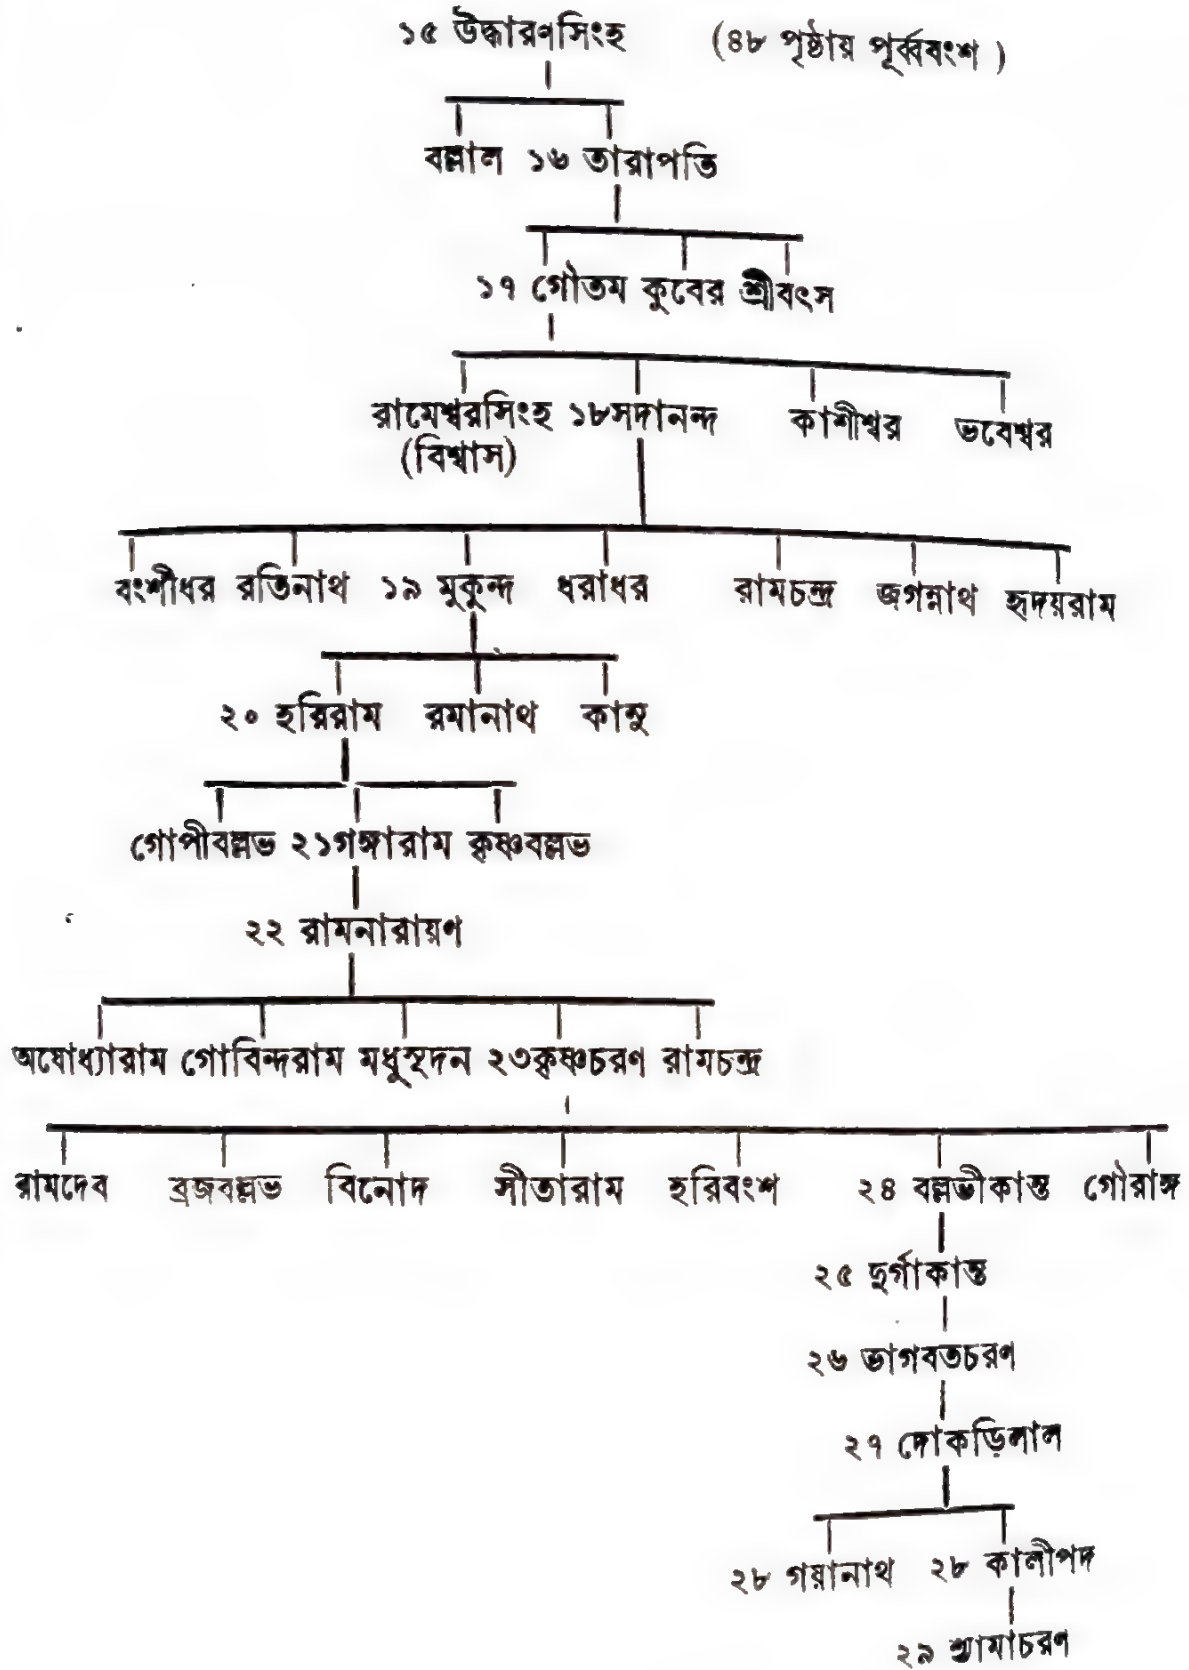 ১৫ উদ্ধারণসিংহ (৪৮ পৃষ্ঠায় পূর্ব্ববংশ )
বল্লাল ১৬ তারাপতি
১৭ গৌতম কুবের শ্রীবৎস
রামেশ্বরসিংহ ১৮সদানন্দ কাশীশ্বর ভবেশ্বর
(বিশ্বাস)
বংশীধর রতিনাথ ১৯ মুকুন্দ ধরাধর রামচন্দ্র জগন্নাথ হৃদয়রাম
২০ হরিরাম রমানাথ কানু
গোপীবল্লভ ২১গঙ্গারাম কৃষ্ণবল্লভ
২২ রামনারায়ণ
অযোধ্যারাম গোবিন্দরাম মধুসূদন ২৩কৃষ্ণচরণ রামচন্দ্র
রামদেব ব্রজবল্লভ বিনোদ সীতারাম হরিবংশ ২৪ বল্লভীকান্ত গৌরাঙ্গ
২৫ দুর্গাকান্ত
২৬ ভাগবতচরণ
২৭ দোকড়িলাল
২৮ গয়ানাথ ২৮ কালীপদ
২৯ শ্যামাচরণ